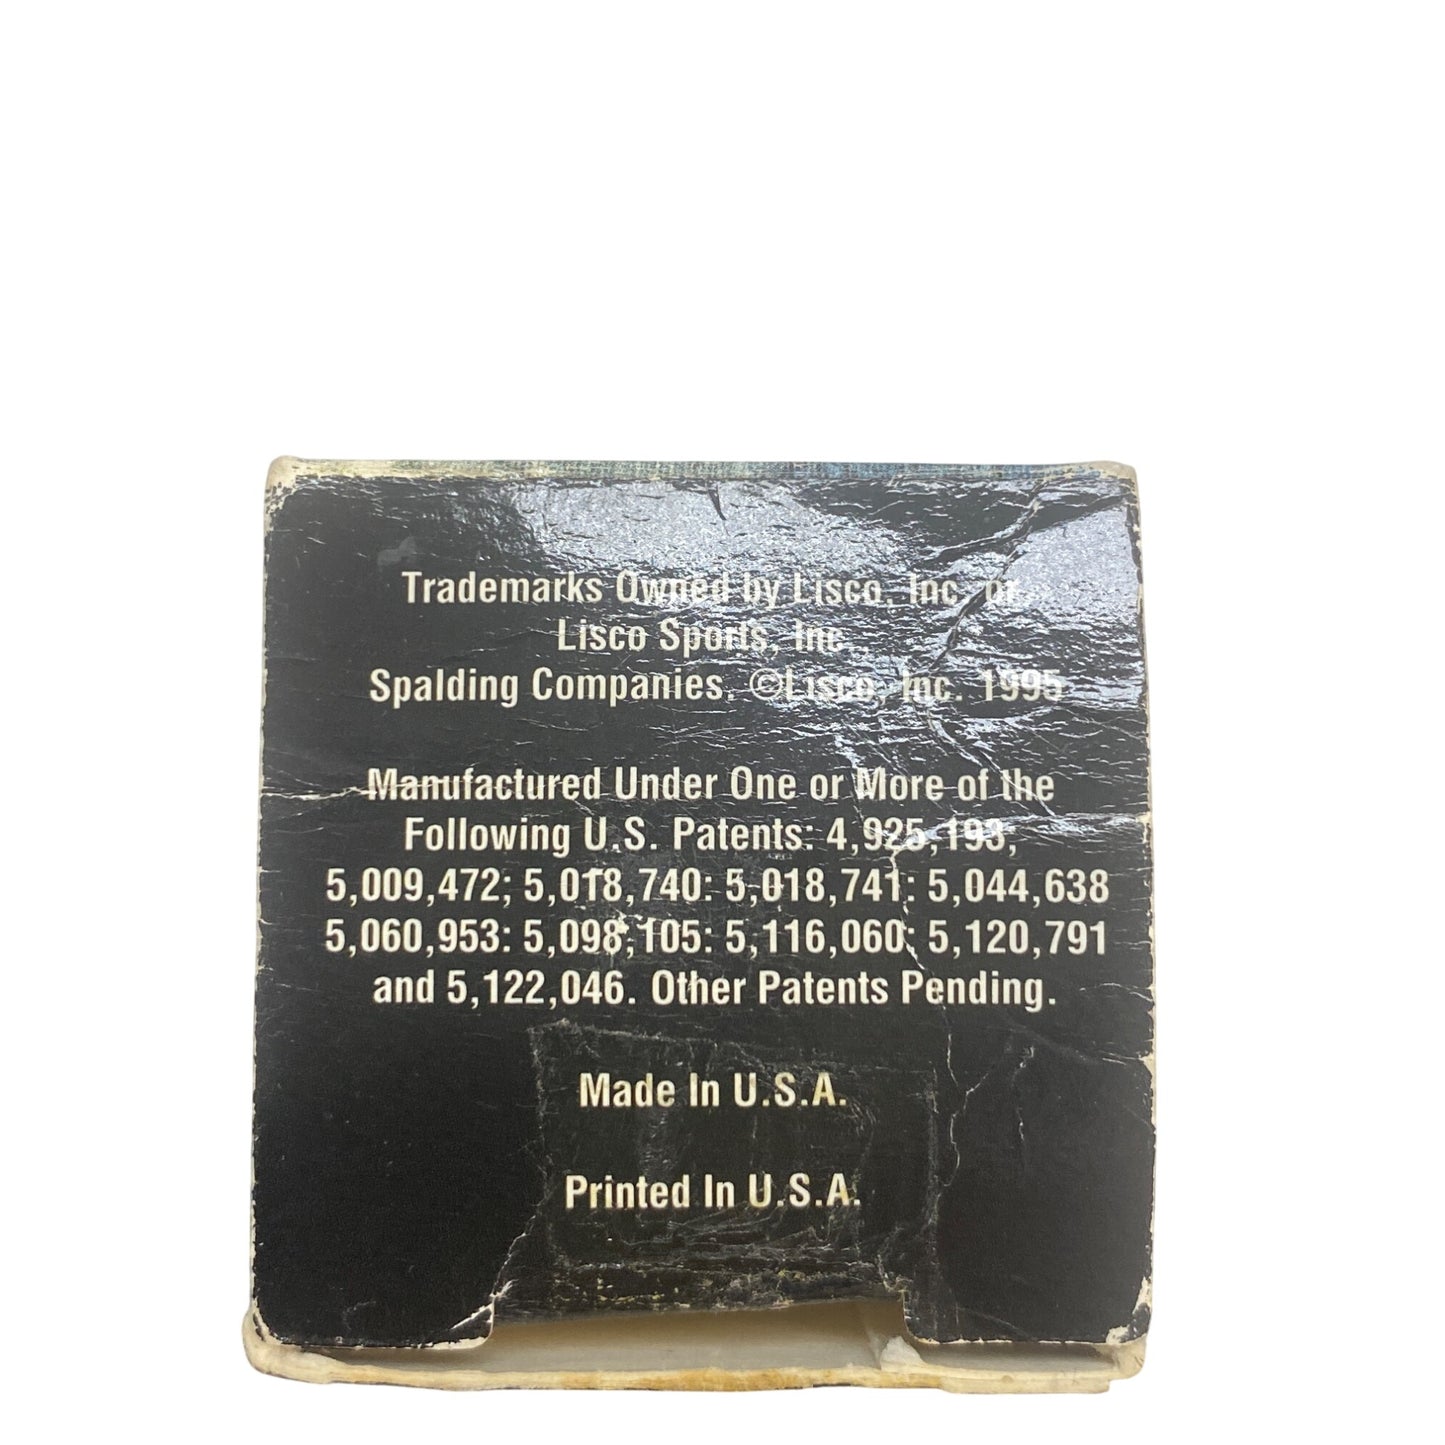 Trademarks Owned by Lisco, Inc. or
Lisco Sports, Inc.,
Spalding Companies. ©Lisco, Inc. 1995
Manufactured Under One or More of the
Following U.S. Patents: 4,925,193,
5,009,472; 5,018,740: 5,018,741: 5,044,638
5,060,953: 5,098,105: 5,116,060: 5,120,791
and 5,122,046. Other Patents Pending.
Made In U.S.A.
Printed In U.S.A.